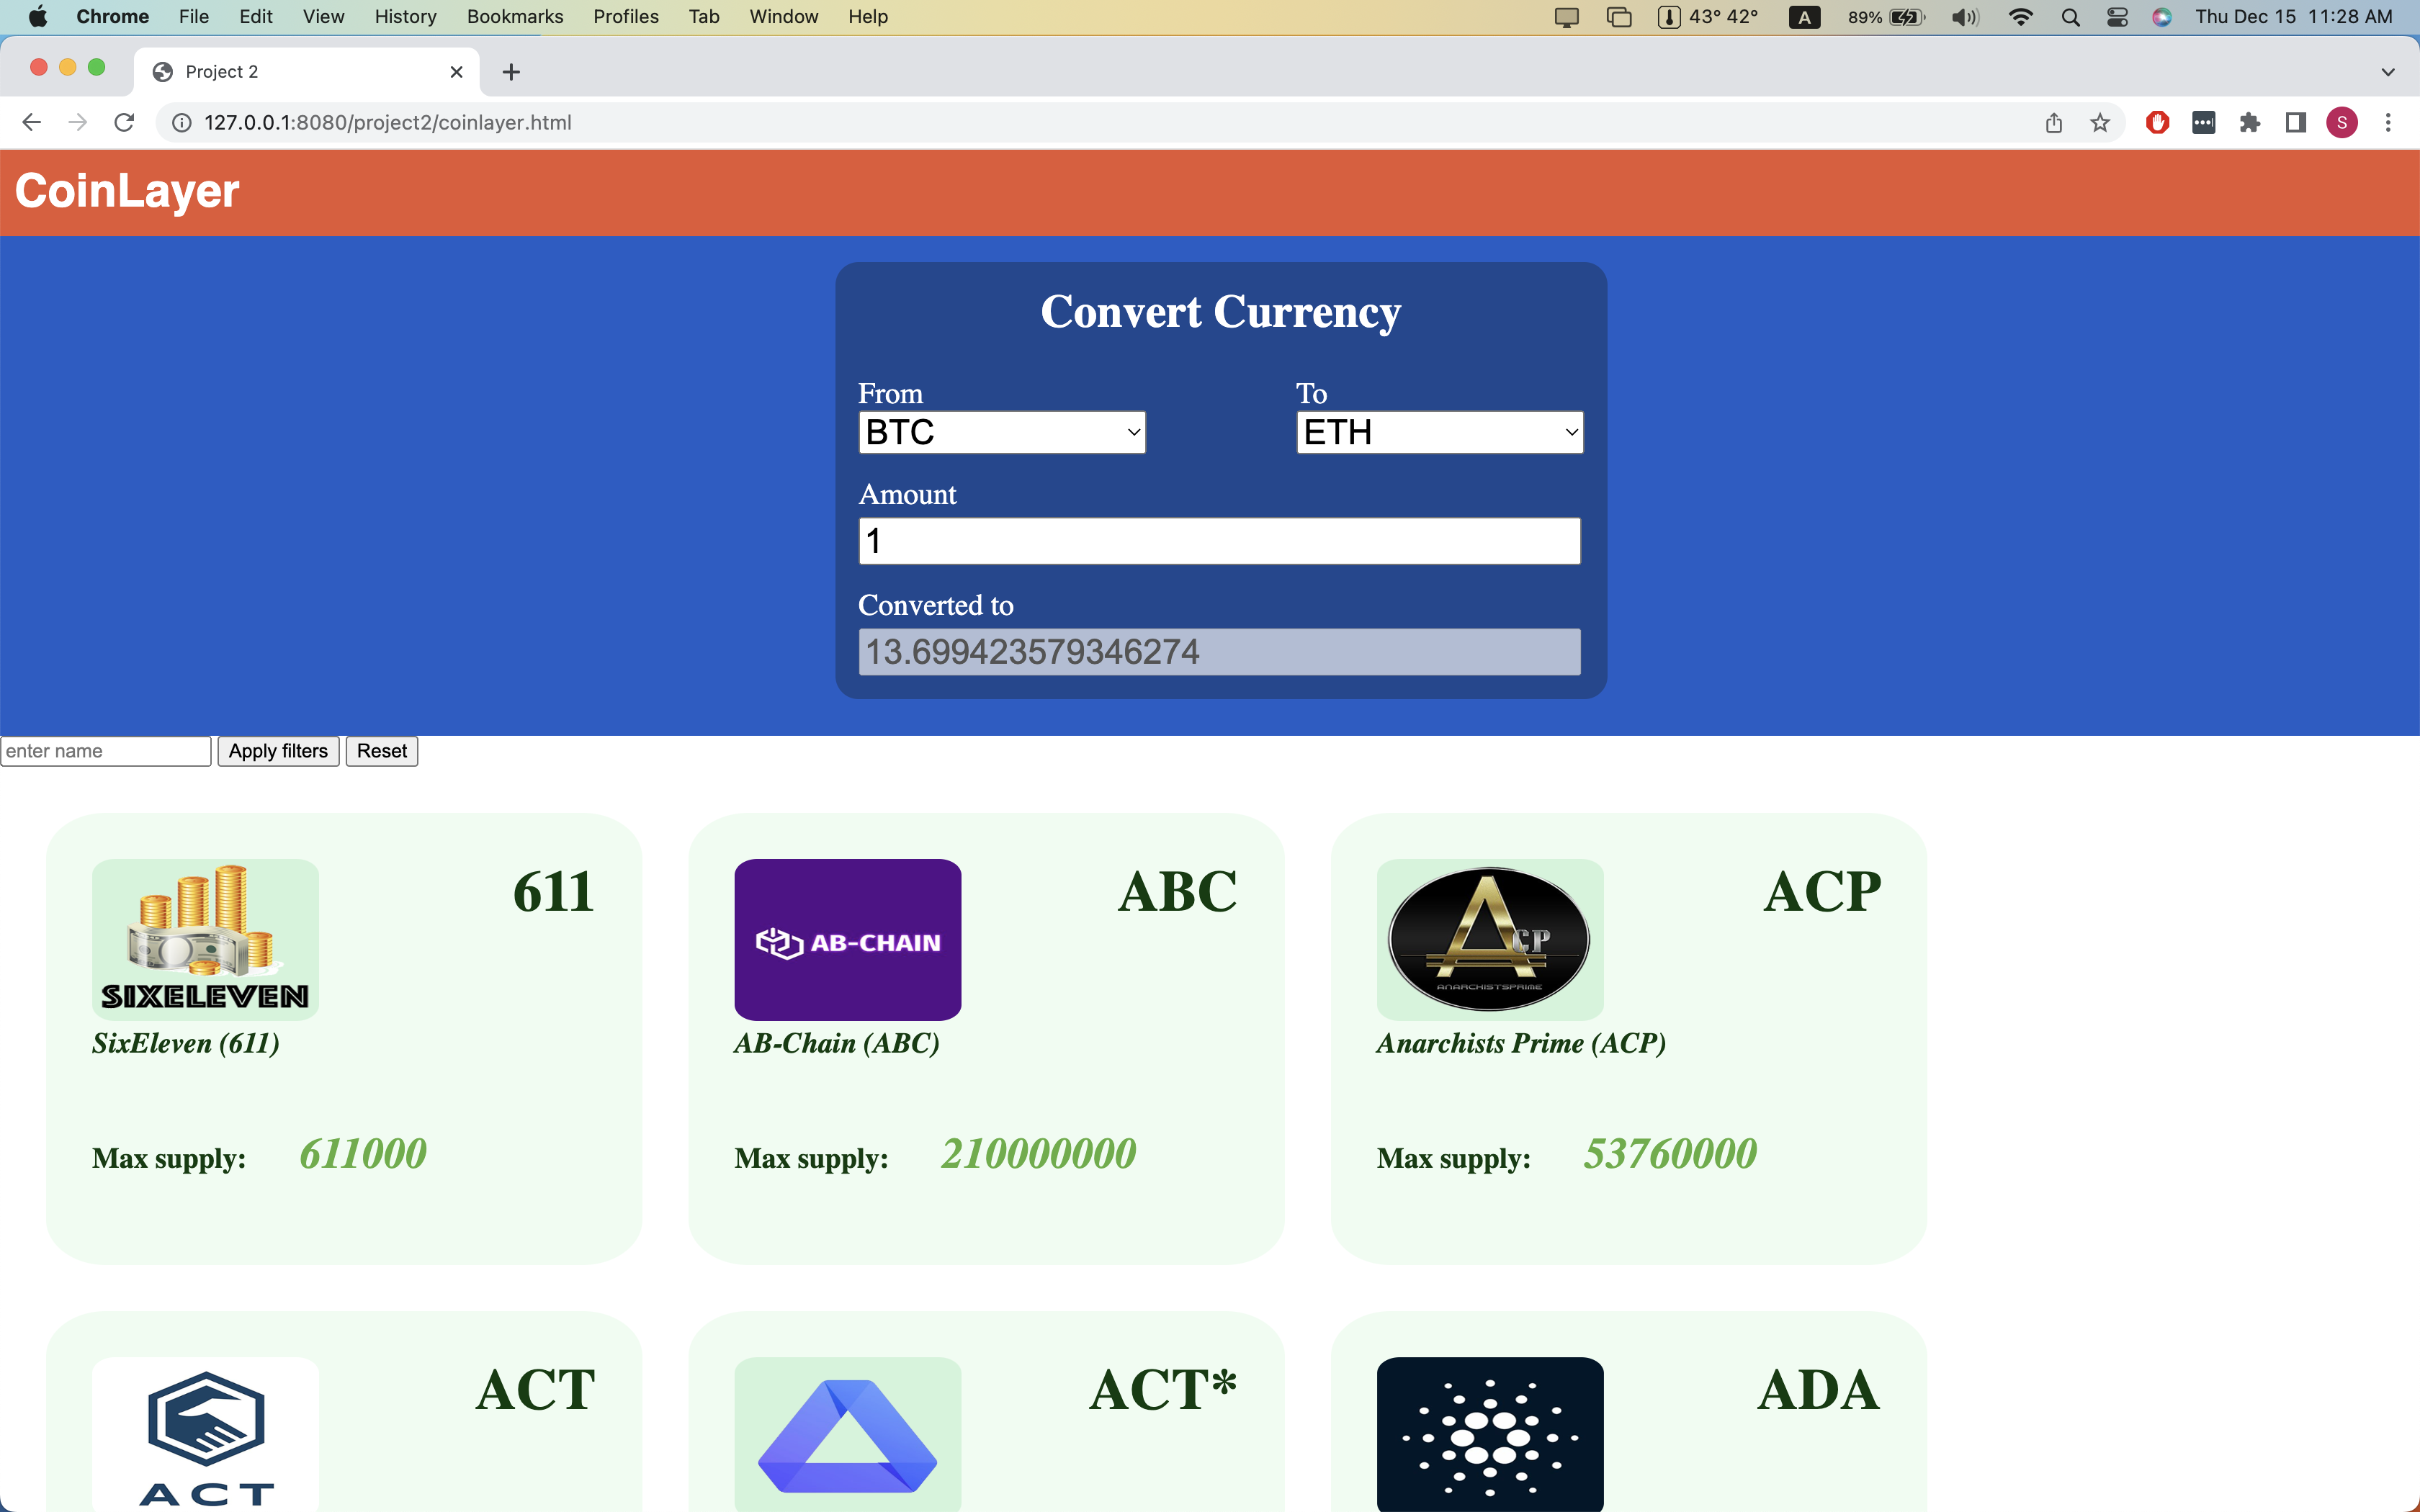 Chrome File Edit View History Bookmarks Profiles Tab Window Help 43° 42° A 89% Thu Dec 15 11:28 AM
Project 2
127.0.0.1:8080/project2/coinlayer.html S
CoinLayer
Convert Currency
From To
BTC ETH
Amount
1
Converted to
13.699423579346274
enter name Apply filters Reset
611 ABC ACP
AB-CHAIN
CP
ANARCHISTSPRIME
SIXELEVEN
SixEleven (611) AB-Chain (ABC) Anarchists Prime (ACP)
Max supply: 611000 Max supply: 210000000 Max supply: 53760000
ACT ACT* ADA
ACT